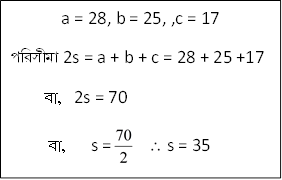 a = 28, b = 25, ,c = 17
পরিসীমা 2s = a + b + c = 28 + 25 +17
বা, 2s = 70
বা, s = 70/2 ∴ s = 35